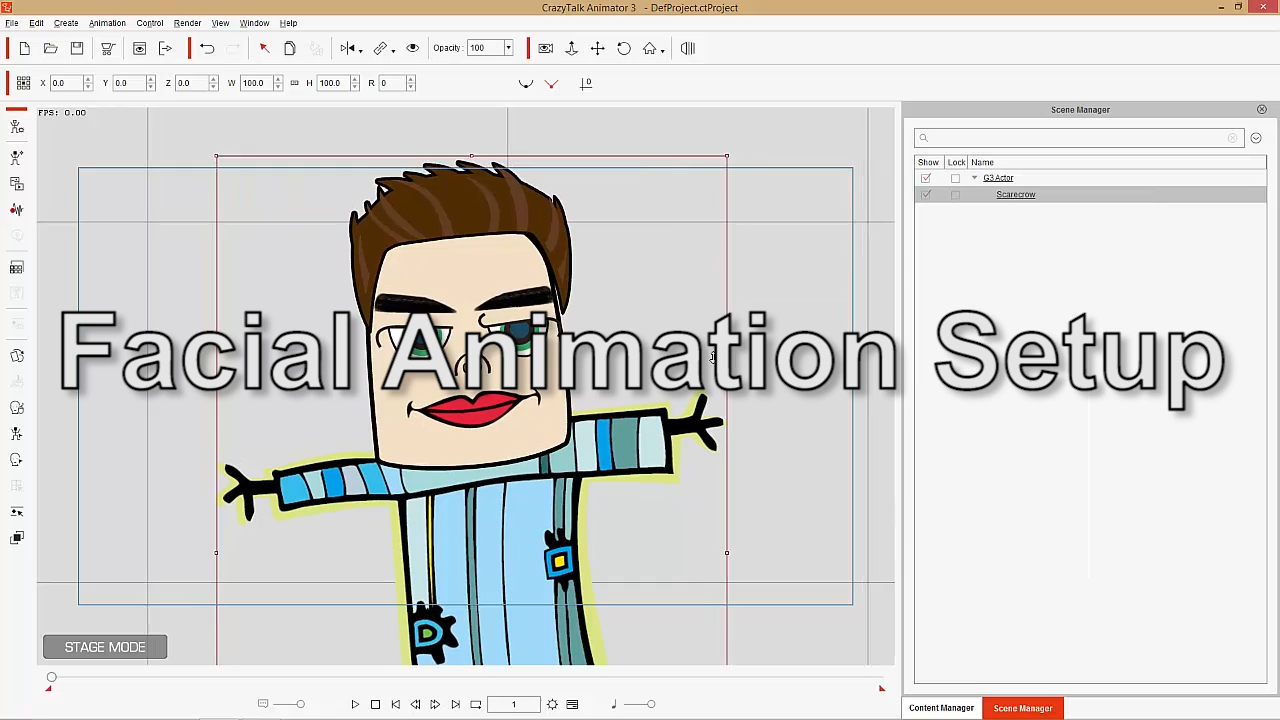 CrazyTalk Animator 3 - DefProject.ctProject
File Edit Create Animation Control Render View Window Help
Opacity : 100
X 0.0 Y 0.0 Z 0.0 W 100.0 H 100.0 R 0
FPS: 0.00
Scene Manager
Show Lock Name
G3 Actor
Scarecrow
Facial Animation Setup
STAGE MODE
1
Content Manager Scene Manager